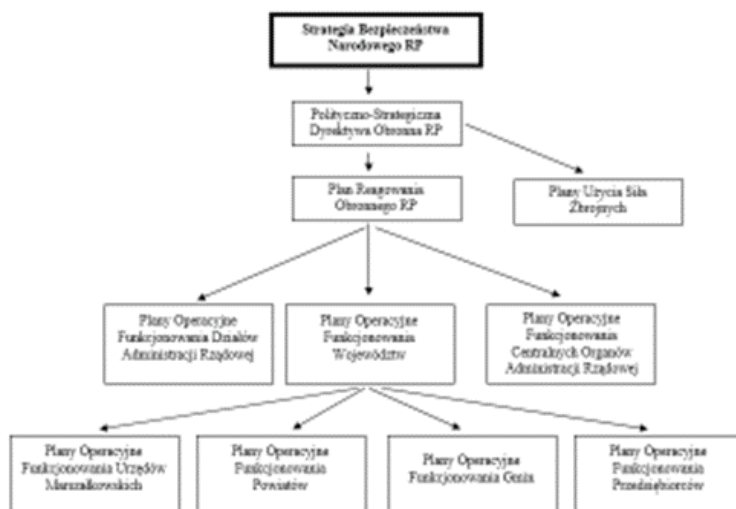 Strategia Bezpieczeństwa
Narodowego RP
Polityczno-Strategiczna
Dyrektywa Obronna RP
Plan Reagowania
Obronnego RP
Plany Użycia Siła
Zbrojnych
Plany Operacyjne
Funkcjonowania Działów
Administracji Rządowej
Plany Operacyjne
Funkcjonowania
Województw
Plany Operacyjne
Funkcjonowania
Centralnych Organów
Administracji Rządowej
Plany Operacyjne
Funkcjonowania Urzędów
Marszałkowskich
Plany Operacyjne
Funkcjonowania
Powiatów
Plany Operacyjne
Funkcjonowania Gmin
Plany Operacyjne
Funkcjonowania
Przedsiębiorców